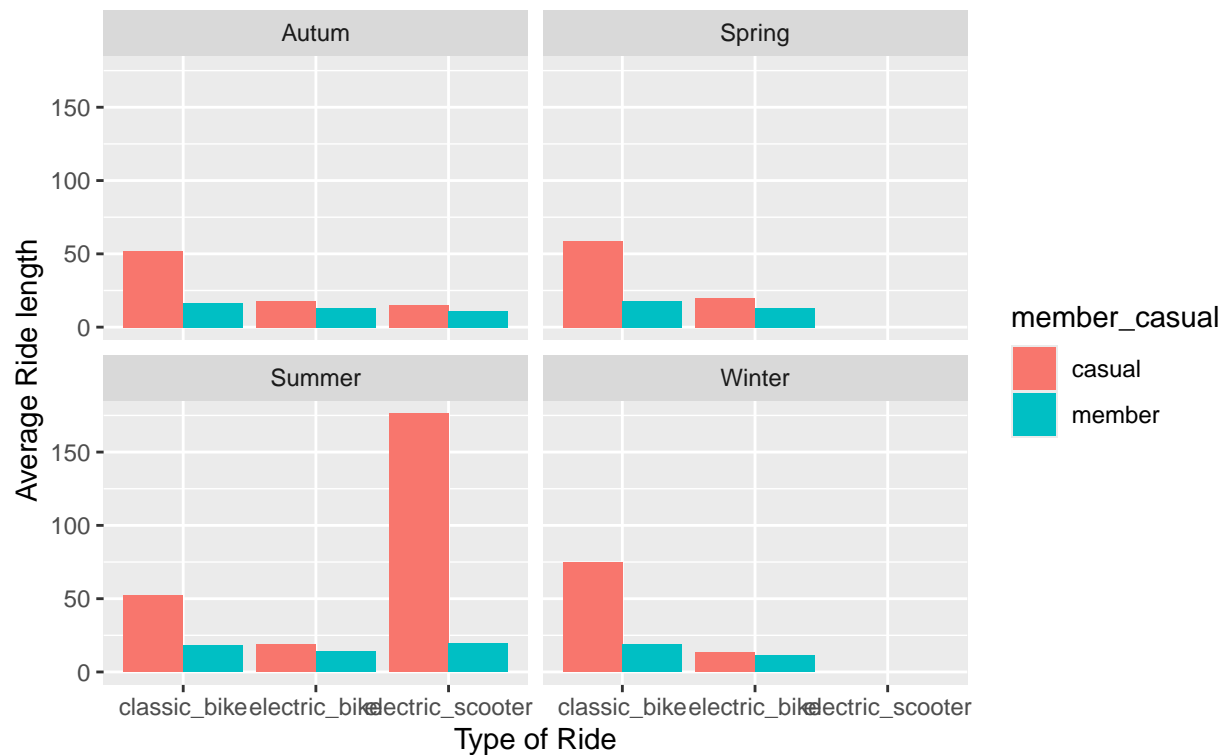 Autum
Spring
150
100
50
0
Summer
Winter
150
100
50
0
classic_bike electric_bike electric_scooter
classic_bike electric_bike electric_scooter
Average Ride length
Type of Ride
member_casual
casual
member